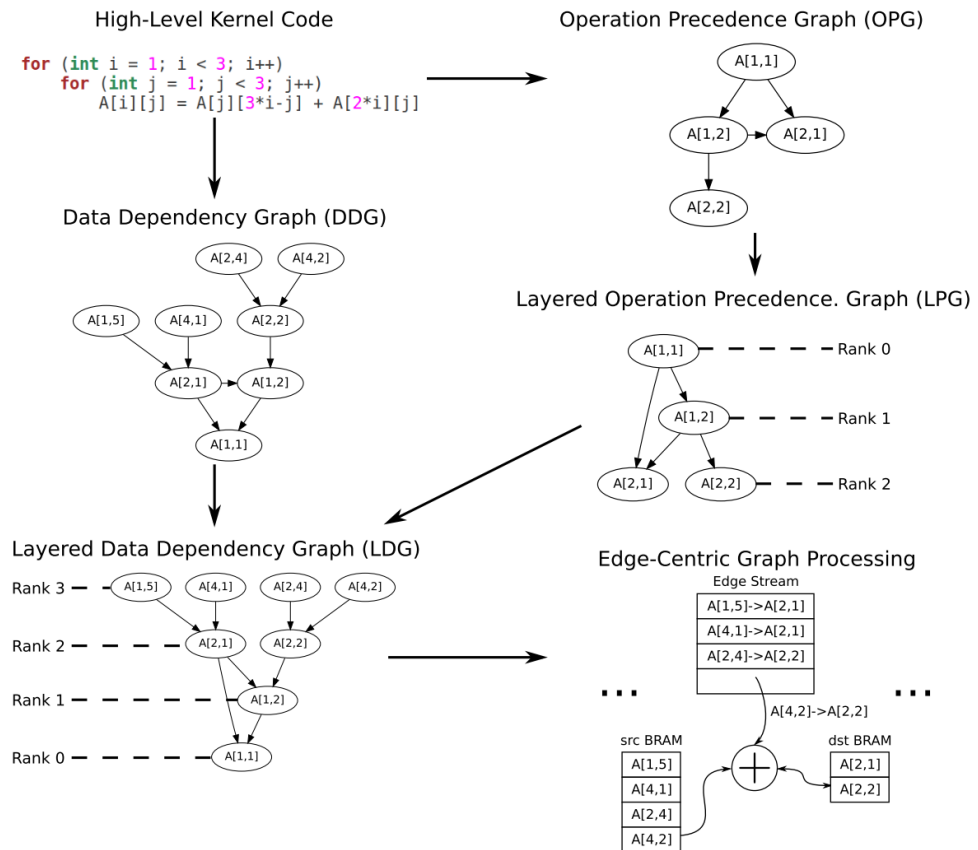 High-Level Kernel Code
for (int i = 1; i < 3; i++)
for (int j = 1; j < 3; j++)
A[i][j] = A[j][3*i-j] + A[2*i][j]
Operation Precedence Graph (OPG)
A[1,1]
A[1,2]
A[2,1]
A[2,2]
Data Dependency Graph (DDG)
A[2,4]
A[4,2]
A[1,5]
A[4,1]
A[2,2]
A[2,1]
A[1,2]
A[1,1]
Layered Operation Precedence. Graph (LPG)
A[1,1]
Rank 0
A[1,2]
Rank 1
A[2,1]
A[2,2]
Rank 2
Layered Data Dependency Graph (LDG)
Rank 3
A[1,5]
A[4,1]
A[2,4]
A[4,2]
Rank 2
A[2,1]
A[2,2]
Rank 1
A[1,2]
Rank 0
A[1,1]
Edge-Centric Graph Processing
Edge Stream
A[1,5]->A[2,1]
A[4,1]->A[2,1]
A[2,4]->A[2,2]
...
...
A[4,2]->A[2,2]
src BRAM
A[1,5]
A[4,1]
A[2,4]
A[4,2]
+
dst BRAM
A[2,1]
A[2,2]